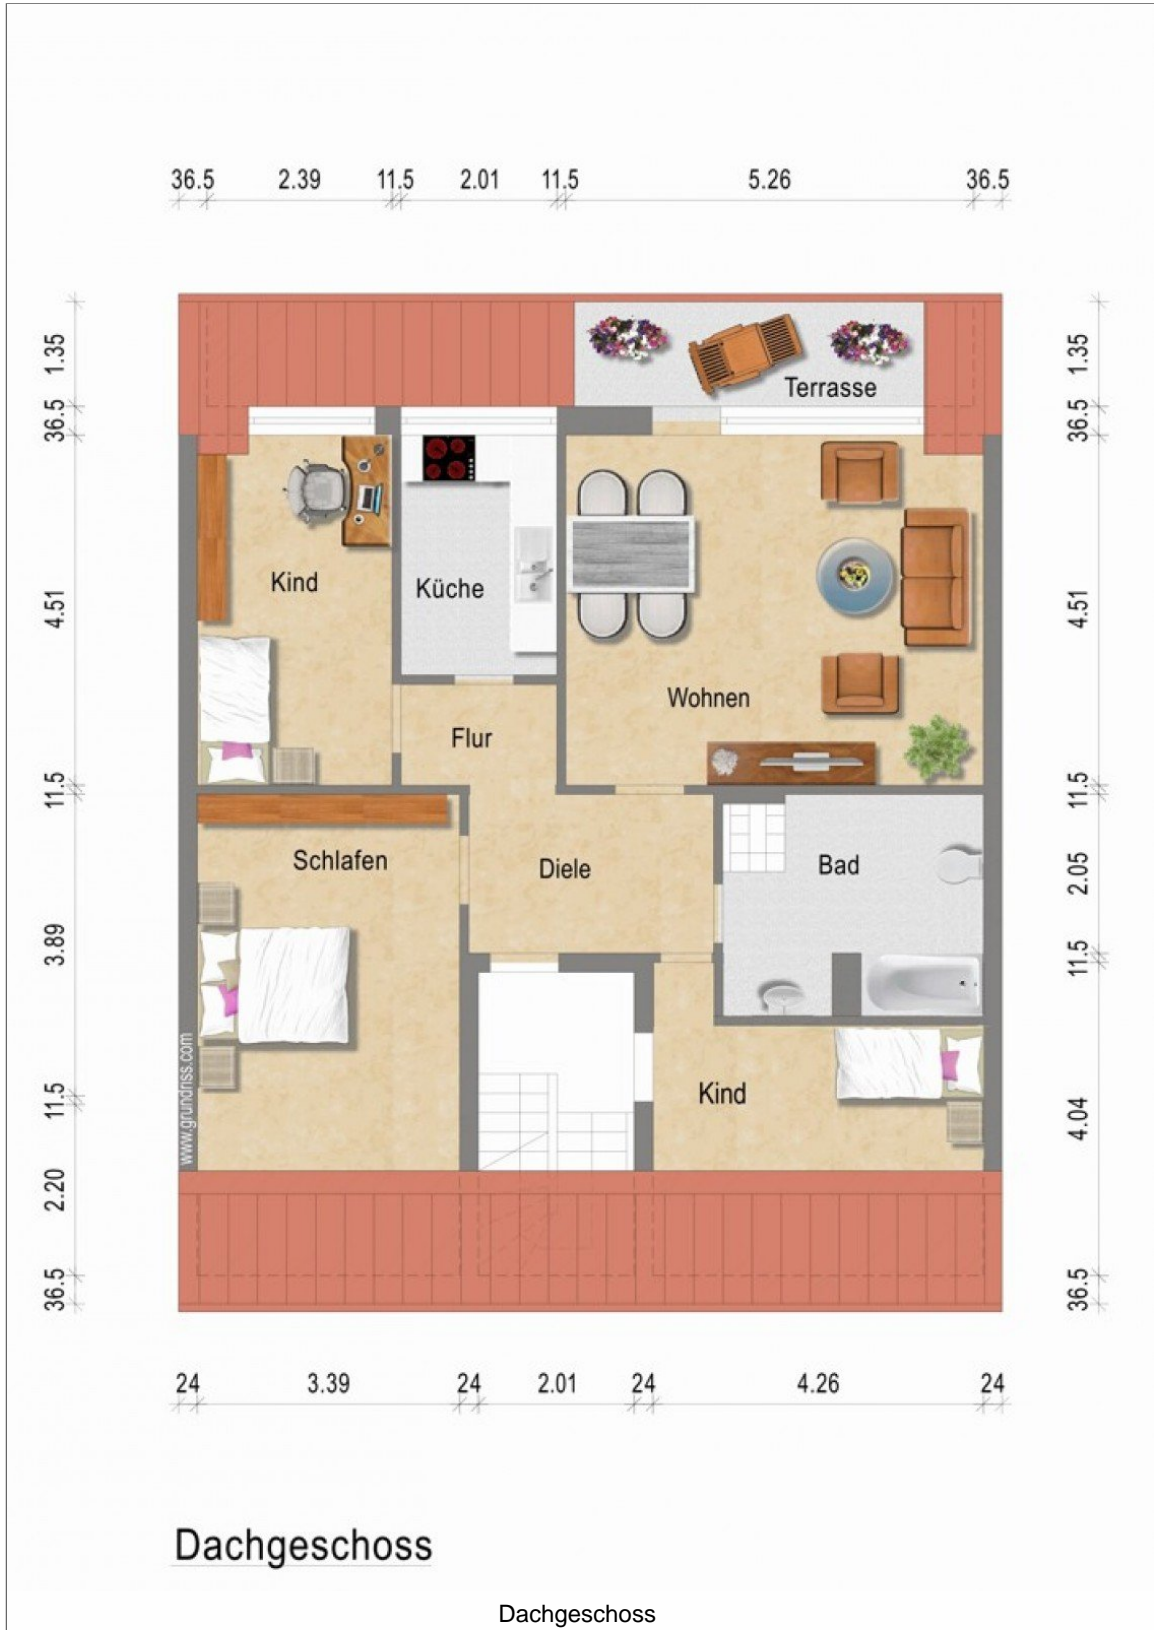 36.5 2.39 11.5 2.01 11.5 5.26 36.5
1.35
36.5
4.51
11.5
3.89
11.5
2.20
36.5
Terrasse
Kind
Küche
Wohnen
Flur
Schlafen
Diele
Bad
Kind
www.grundriss.com
1.35
36.5
4.51
11.5
2.05
11.5
4.04
36.5
24 3.39 24 2.01 24 4.26 24
Dachgeschoss
Dachgeschoss